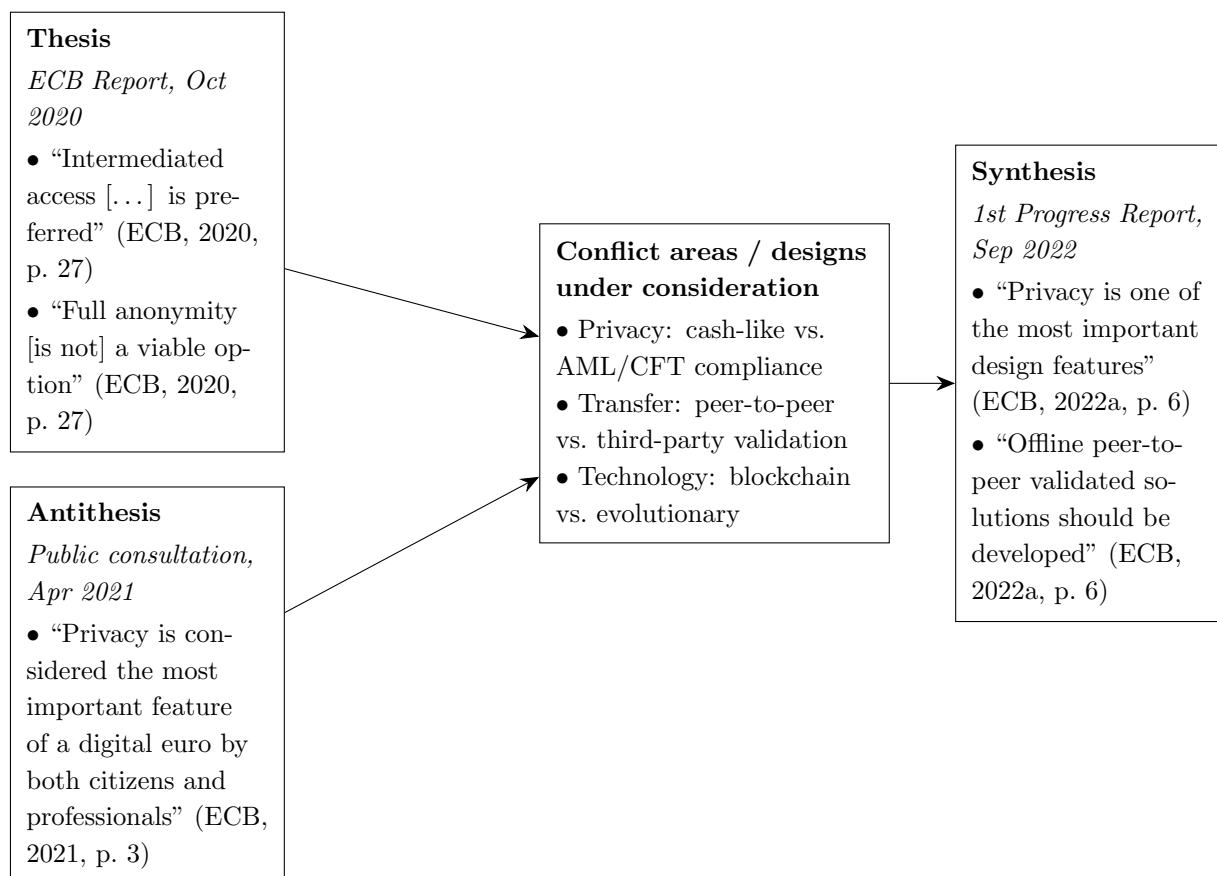 Thesis
ECB Report, Oct
2020
• “Intermediated
access [. . . ] is pre-
ferred” (ECB, 2020,
p. 27)
• “Full anonymity
[is not] a viable op-
tion” (ECB, 2020,
p. 27)
Antithesis
Public consultation,
Apr 2021
• “Privacy is con-
sidered the most
important feature
of a digital euro by
both citizens and
professionals” (ECB,
2021, p. 3)
Conflict areas / designs
under consideration
• Privacy: cash-like vs.
AML/CFT compliance
• Transfer: peer-to-peer
vs. third-party validation
• Technology: blockchain
vs. evolutionary
Synthesis
1st Progress Report,
Sep 2022
• “Privacy is one of
the most important
design features”
(ECB, 2022a, p. 6)
• “Offline peer-to-
peer validated so-
lutions should be
developed” (ECB,
2022a, p. 6)